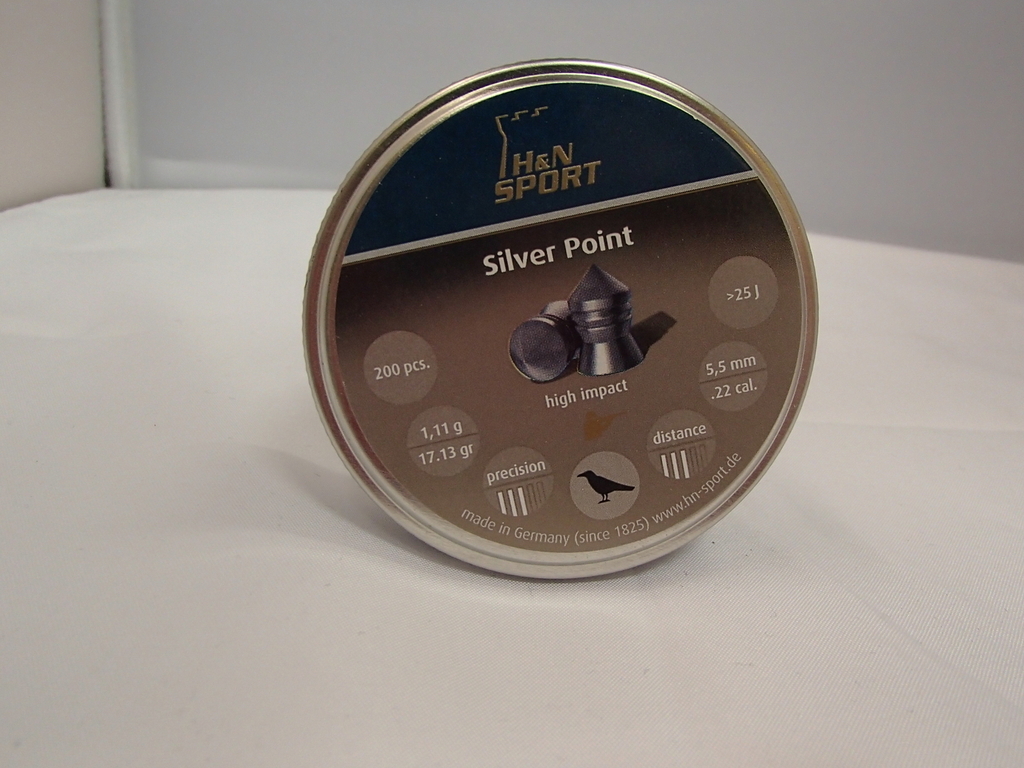 H&N
SPORT
Silver Point
>25 J
200 pcs.
high impact
5,5 mm
.22 cal.
1,11 g
17.13 gr
precision
distance
made in Germany (since 1825) www.hn-sport.de